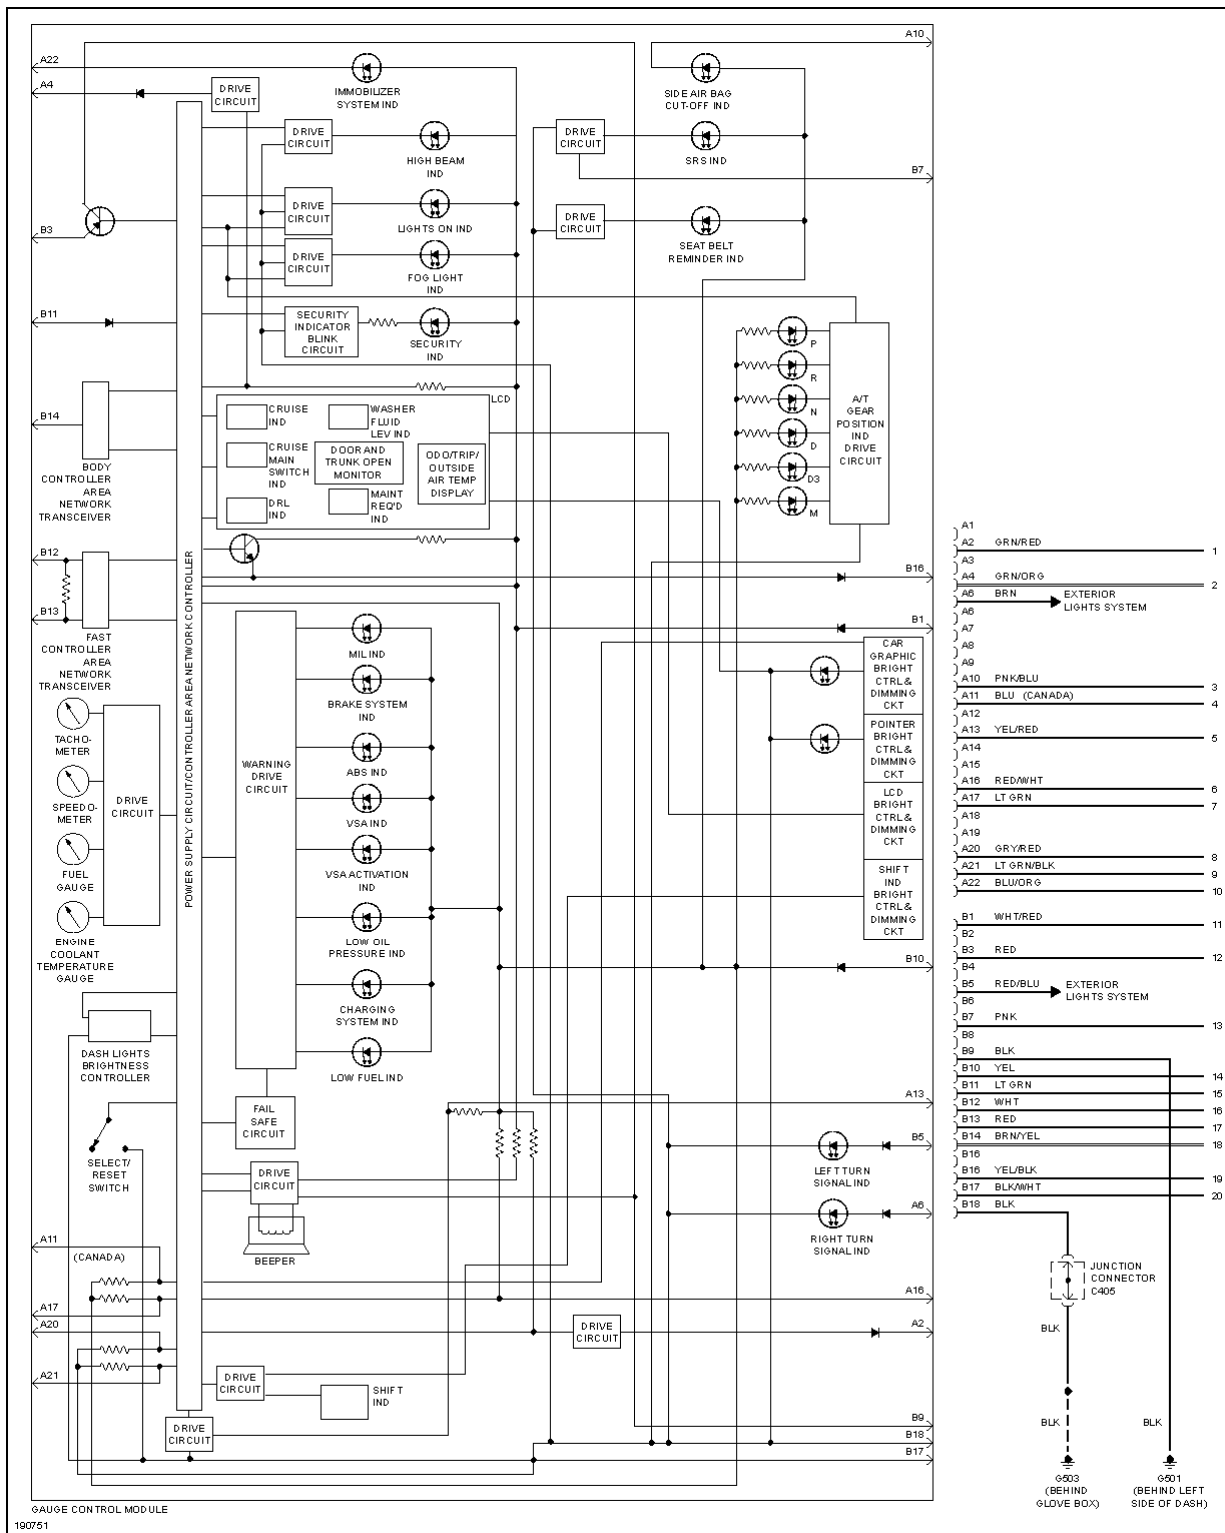 A10
A22
A4
DRIVE
CIRCUIT
IMMOBILIZER
SYSTEM IND
SIDE AIR BAG
CUT-OFF IND
DRIVE
CIRCUIT
HIGH BEAM
IND
DRIVE
CIRCUIT
SRS IND
B7
B3
DRIVE
CIRCUIT
LIGHTS ON IND
DRIVE
CIRCUIT
SEAT BELT
REMINDER IND
DRIVE
CIRCUIT
FOG LIGHT
IND
B11
SECURITY
INDICATOR
BLINK
CIRCUIT
SECURITY
IND
P
R
N
D
D3
M
A/T
GEAR
POSITION
IND
DRIVE
CIRCUIT
LCD
CRUISE
IND
WASHER
FLUID
LEV IND
CRUISE
MAIN
SWITCH
IND
DOOR AND
TRUNK OPEN
MONITOR
ODO/TRIP/
OUTSIDE
AIR TEMP
DISPLAY
DRL
IND
MAINT
REQ'D
IND
B14
BODY
CONTROLLER
AREA
NETWORK
TRANSCEIVER
B12
B13
FAST
CONTROLLER
AREA
NETWORK
TRANSCEIVER
POWER SUPPLY CIRCUIT/CONTROLLER AREA NETWORK CONTROLLER
B16
B1
TACHO-
METER
SPEEDO-
METER
FUEL
GAUGE
ENGINE
COOLANT
TEMPERATURE
GAUGE
DRIVE
CIRCUIT
WARNING
DRIVE
CIRCUIT
MIL IND
BRAKE SYSTEM
IND
ABS IND
VSA IND
VSA ACTIVATION
IND
LOW OIL
PRESSURE IND
CHARGING
SYSTEM IND
LOW FUEL IND
CAR
GRAPHIC
BRIGHT
CTRL &
DIMMING
CKT
POINTER
BRIGHT
CTRL &
DIMMING
CKT
LCD
BRIGHT
CTRL &
DIMMING
CKT
SHIFT
IND
BRIGHT
CTRL &
DIMMING
CKT
B10
DASH LIGHTS
BRIGHTNESS
CONTROLLER
FAIL
SAFE
CIRCUIT
A13
B5
SELECT/
RESET
SWITCH
DRIVE
CIRCUIT
BEEPER
LEFT TURN
SIGNAL IND
A6
RIGHT TURN
SIGNAL IND
A11
(CANADA)
A17
A20
A21
A16
A2
DRIVE
CIRCUIT
DRIVE
CIRCUIT
SHIFT
IND
DRIVE
CIRCUIT
B9
B18
B17
GAUGE CONTROL MODULE
190751
A1
A2 GRN/RED 1
A3
A4 GRN/ORG 2
A6 BRN EXTERIOR
LIGHTS SYSTEM
A6
A7
A8
A9
A10 PNK/BLU 3
A11 BLU (CANADA) 4
A12
A13 YEL/RED 5
A14
A15
A16 RED/WHT 6
A17 LT GRN 7
A18
A19
A20 GRY/RED 8
A21 LT GRN/BLK 9
A22 BLU/ORG 10
B1 WHT/RED 11
B2
B3 RED 12
B4
B5 RED/BLU EXTERIOR
LIGHTS SYSTEM
B6
B7 PNK 13
B8
B9 BLK
B10 YEL 14
B11 LT GRN 15
B12 WHT 16
B13 RED 17
B14 BRN/YEL 18
B16
B16 YEL/BLK 19
B17 BLK/WHT 20
B18 BLK
JUNCTION
CONNECTOR
C405
BLK
BLK
BLK
G503
(BEHIND
GLOVE BOX)
G501
(BEHIND LEFT
SIDE OF DASH)